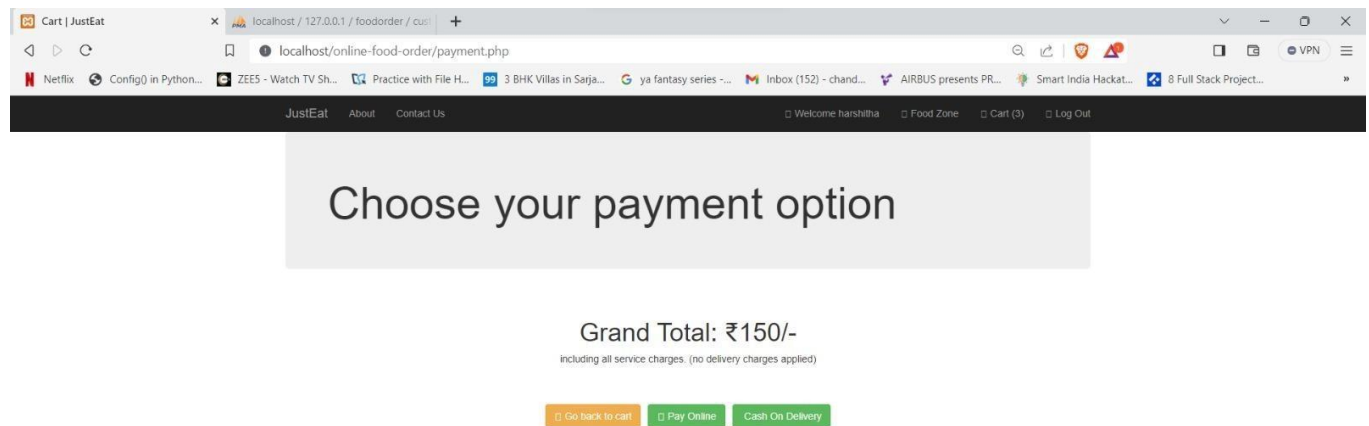 Cart | JustEat localhost / 127.0.0.1 / foodorder / cust
localhost/online-food-order/payment.php VPN
Netflix Config() in Python... ZEE5 - Watch TV Sh... Practice with File H... 99 3 BHK Villas in Sarja... ya fantasy series -... Inbox (152) - chand... AIRBUS presents PR... Smart India Hackat... 8 Full Stack Project... »
JustEat About Contact Us Welcome harshitha Food Zone Cart (3) Log Out
Choose your payment option
Grand Total: ₹150/-
including all service charges. (no delivery charges applied)
Go back to cart Pay Online Cash On Delivery